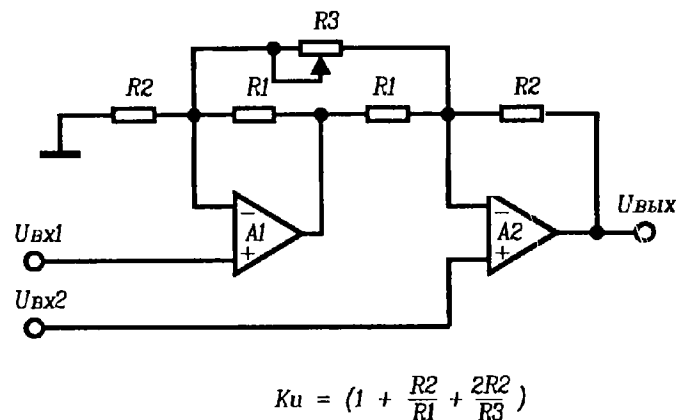 R3
R2 R1 R1 R2
− −
Uвх1 A1 A2 Uвых
+ +
Uвх2
Ku = (1 + R2/R1 + 2R2/R3)